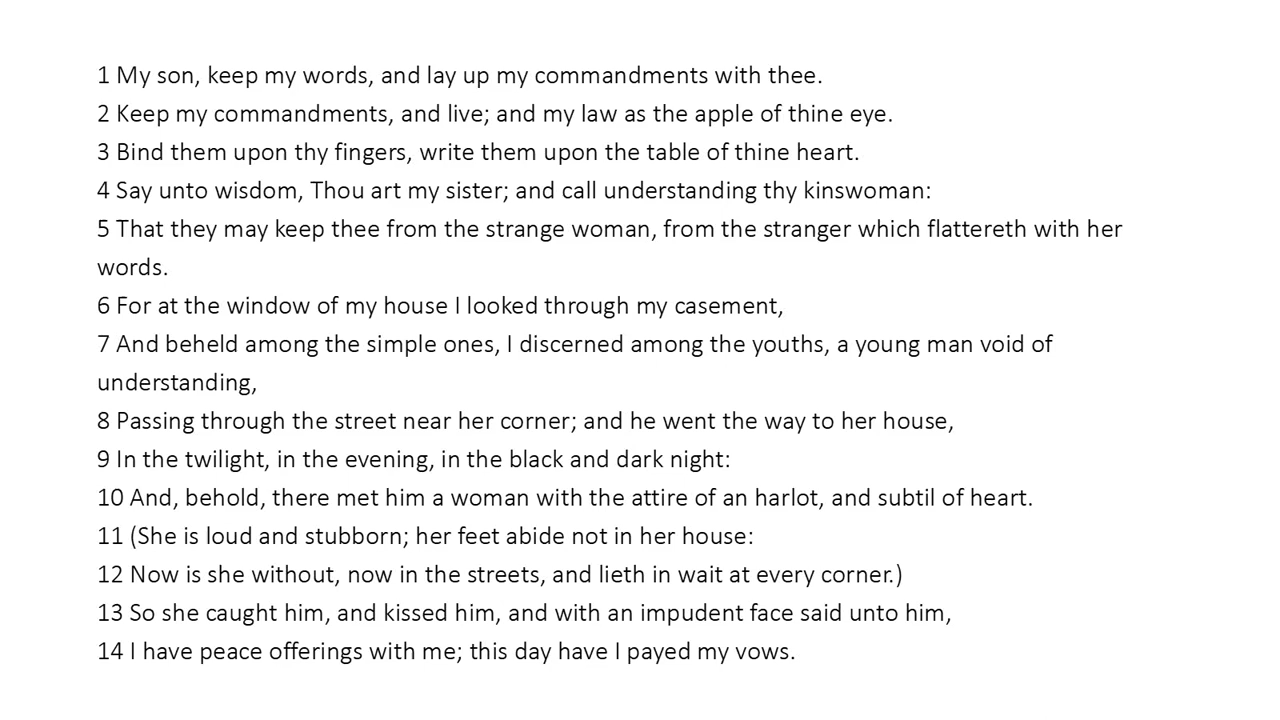 1 My son, keep my words, and lay up my commandments with thee.
2 Keep my commandments, and live; and my law as the apple of thine eye.
3 Bind them upon thy fingers, write them upon the table of thine heart.
4 Say unto wisdom, Thou art my sister; and call understanding thy kinswoman:
5 That they may keep thee from the strange woman, from the stranger which flattereth with her
words.
6 For at the window of my house I looked through my casement,
7 And beheld among the simple ones, I discerned among the youths, a young man void of
understanding,
8 Passing through the street near her corner; and he went the way to her house,
9 In the twilight, in the evening, in the black and dark night:
10 And, behold, there met him a woman with the attire of an harlot, and subtil of heart.
11 (She is loud and stubborn; her feet abide not in her house:
12 Now is she without, now in the streets, and lieth in wait at every corner.)
13 So she caught him, and kissed him, and with an impudent face said unto him,
14 I have peace offerings with me; this day have I payed my vows.